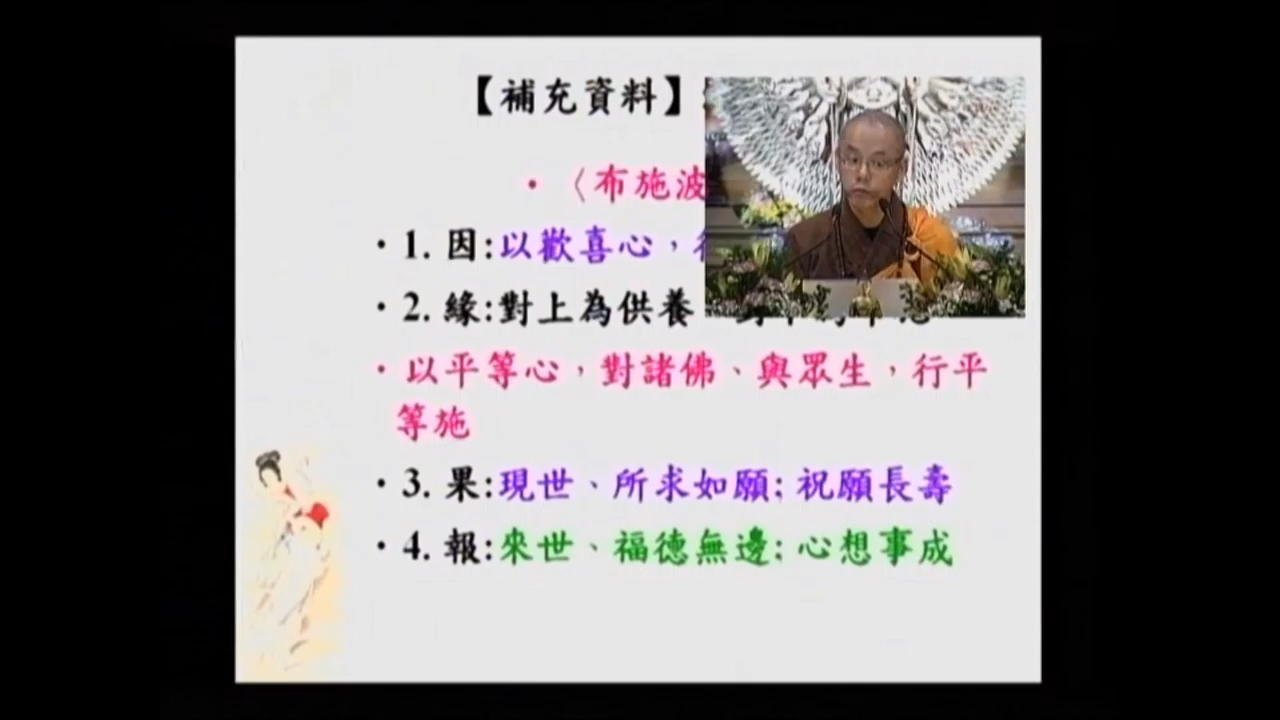 【補充資料】
•〈布施波
• 1. 因:以歡喜心，
• 2. 緣:對上為供養
• 以平等心，對諸佛、與眾生，行平
等施
• 3. 果:現世、所求如願; 祝願長壽
• 4. 報:來世、福德無邊; 心想事成